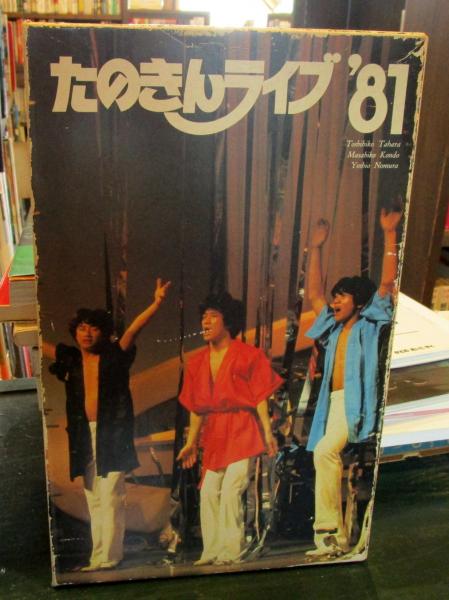 たのきんライブ '81
Toshihiko Tahara
Masahiko Kondo
Yoshio Nomura